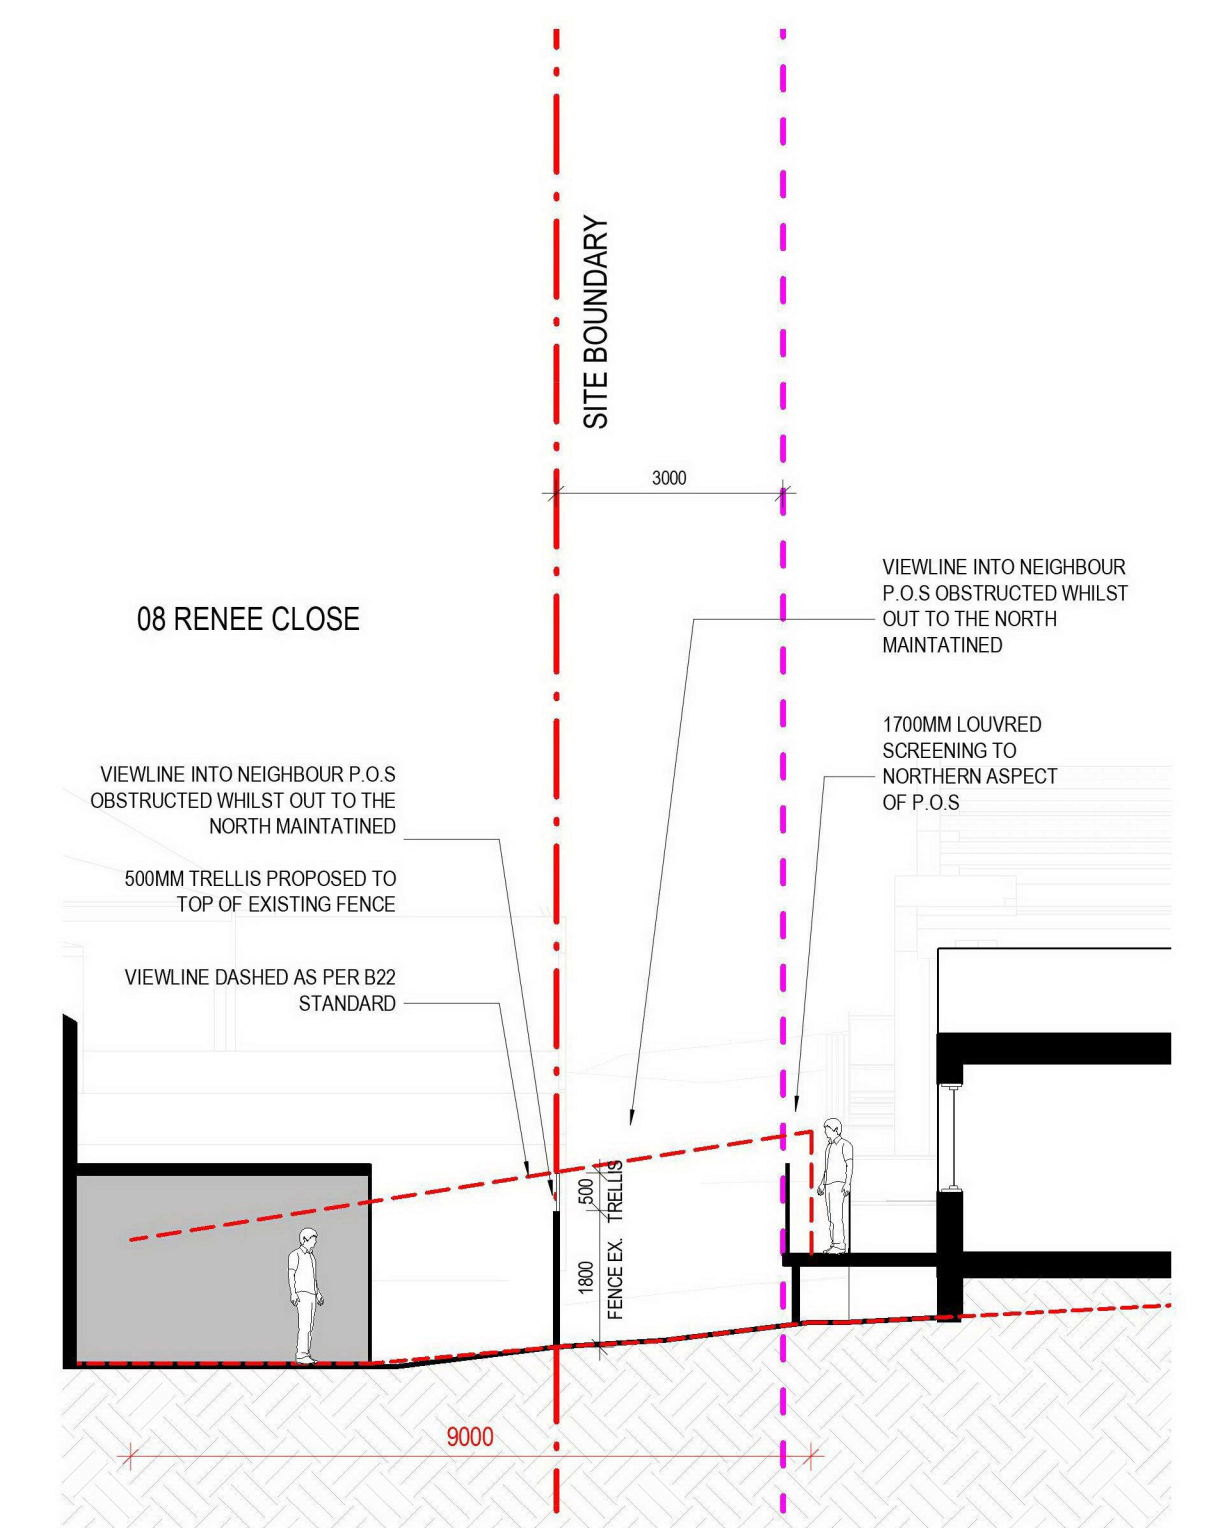 SITE BOUNDARY
3000
VIEWLINE INTO NEIGHBOUR
P.O.S OBSTRUCTED WHILST
OUT TO THE NORTH
MAINTATINED
08 RENEE CLOSE
1700MM LOUVRED
SCREENING TO
NORTHERN ASPECT
OF P.O.S
VIEWLINE INTO NEIGHBOUR P.O.S
OBSTRUCTED WHILST OUT TO THE
NORTH MAINTATINED
500MM TRELLIS PROPOSED TO
TOP OF EXISTING FENCE
VIEWLINE DASHED AS PER B22
STANDARD
500
TRELLIS
1800
FENCE EX.
9000